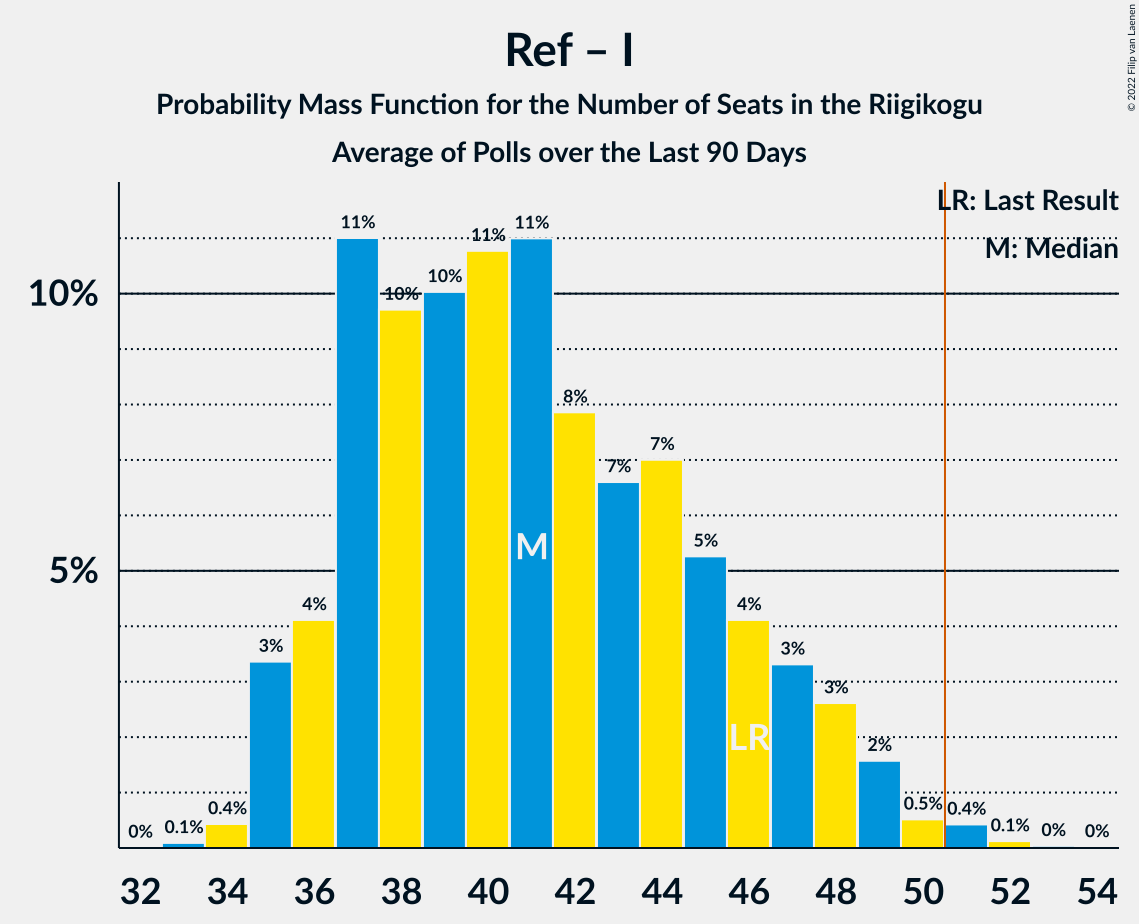 Ref – I
Probability Mass Function for the Number of Seats in the Riigikogu
Average of Polls over the Last 90 Days
© 2022 Filip van Laenen
LR: Last Result
M: Median
10%
5%
0%
0.1%
0.4%
3%
4%
11%
10%
10%
11%
11%
8%
7%
7%
5%
4%
3%
3%
2%
0.5%
0.4%
0.1%
0%
0%
M
LR
32 34 36 38 40 42 44 46 48 50 52 54